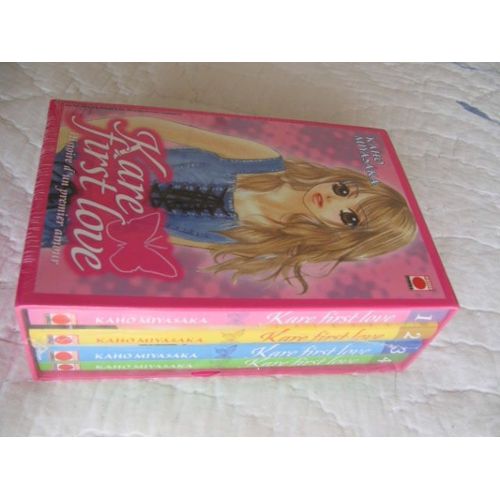 Kare
first love
Histoire d'un premier amour
KAHO
MIYASAKA
KAHO MIYASAKA Kare first love 1
KAHO MIYASAKA Kare first love 2
KAHO MIYASAKA Kare first love 3
KAHO MIYASAKA Kare first love 4